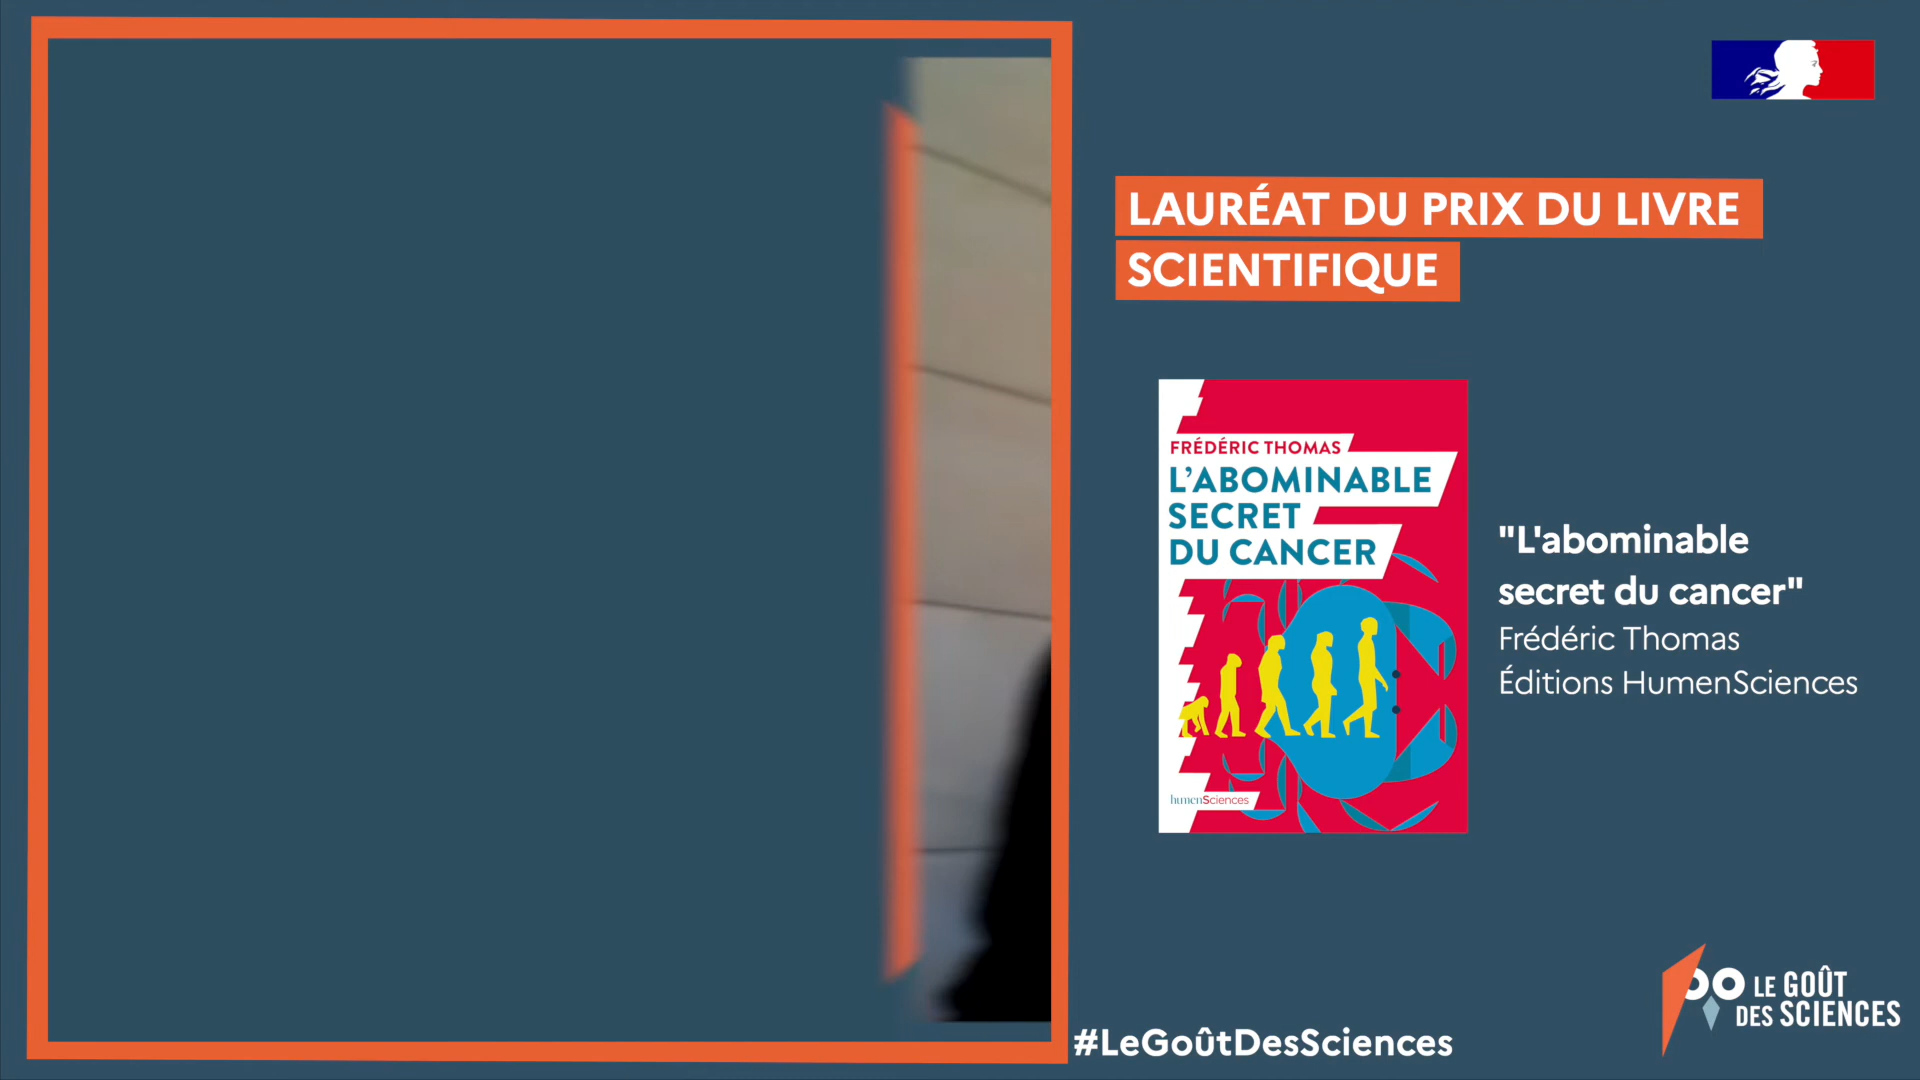 LAURÉAT DU PRIX DU LIVRE
SCIENTIFIQUE
FRÉDÉRIC THOMAS
L'ABOMINABLE
SECRET
DU CANCER
humenSciences
"L'abominable
secret du cancer"
Frédéric Thomas
Éditions HumenSciences
LE GOÛT
DES SCIENCES
#LeGoûtDesSciences